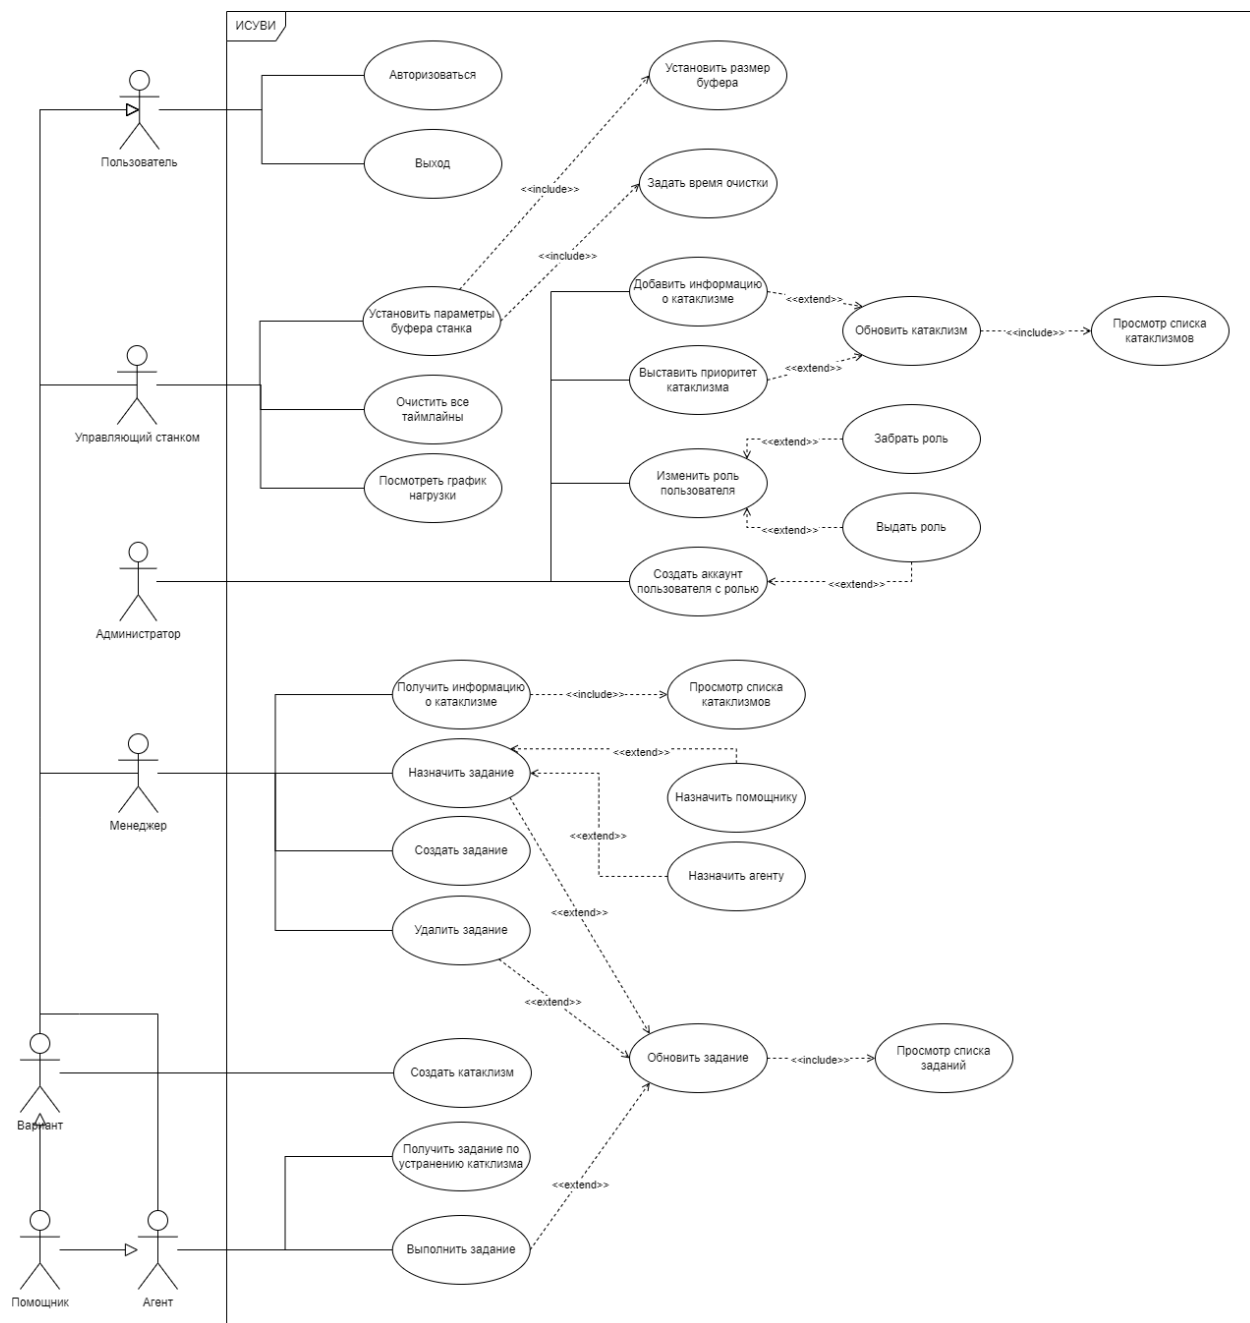 ИСУВИ
Авторизоваться
Установить размер
буфера
Пользователь
Выход
<<include>>
Задать время очистки
<<include>>
Добавить информацию
о катаклизме
<<extend>>
Установить параметры
буфера станка
Обновить катаклизм
<<include>>
Просмотр списка
катаклизмов
Выставить приоритет
катаклизма
<<extend>>
Очистить все
таймлайны
Управляющий станком
<<extend>>
Забрать роль
Посмотреть график
нагрузки
Изменить роль
пользователя
<<extend>>
Выдать роль
Создать аккаунт
пользователя с ролью
<<extend>>
Администратор
Получить информацию
о катаклизме
<<include>>
Просмотр списка
катаклизмов
<<extend>>
Назначить задание
Назначить помощнику
Менеджер
<<extend>>
Создать задание
Назначить агенту
<<extend>>
Удалить задание
<<extend>>
Обновить задание
<<include>>
Просмотр списка
заданий
Создать катаклизм
Вариант
Получить задание по
устранению катклизма
<<extend>>
Выполнить задание
Помощник
Агент